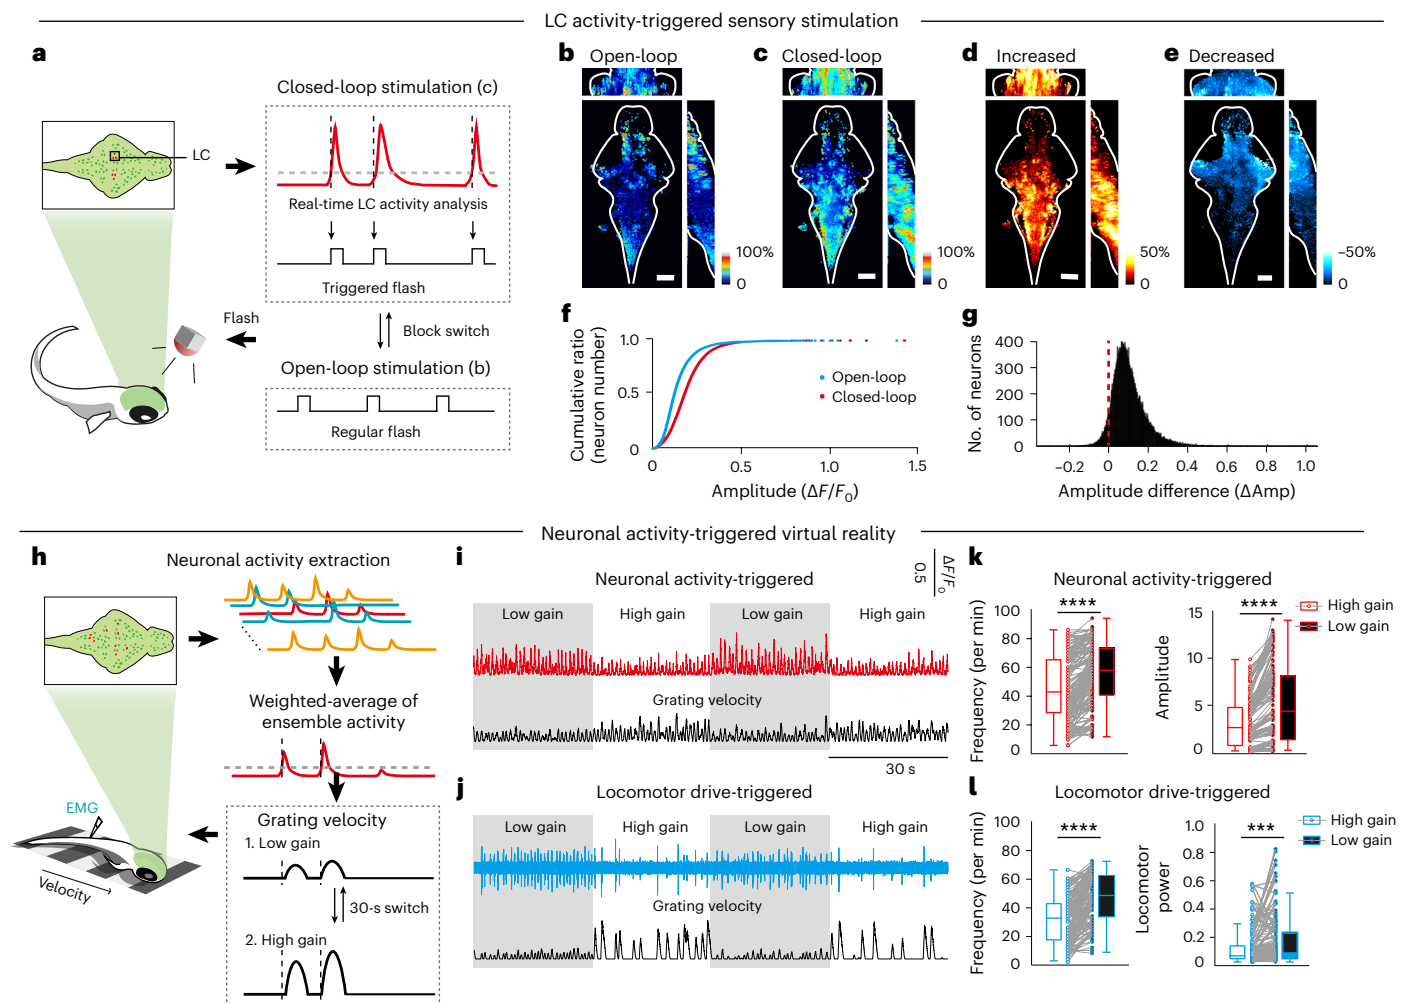 LC activity-triggered sensory stimulation
a
Closed-loop stimulation (c)
LC
Real-time LC activity analysis
Triggered flash
Block switch
Flash
Open-loop stimulation (b)
Regular flash
b
Open-loop
100%
0
c
Closed-loop
100%
0
d
Increased
50%
0
e
Decreased
–50%
0
f
Cumulative ratio
(neuron number)
1.0
0.5
0
Open-loop
Closed-loop
0 0.5 1.0 1.5
Amplitude (ΔF/F0)
g
No. of neurons
400
300
200
100
0
–0.2 0 0.2 0.4 0.6 0.8 1.0
Amplitude difference (ΔAmp)
Neuronal activity-triggered virtual reality
h
Neuronal activity extraction
Weighted-average of
ensemble activity
EMG
Velocity
Grating velocity
1. Low gain
30-s switch
2. High gain
i
ΔF/F0
0.5
Neuronal activity-triggered
Low gain High gain Low gain High gain
Grating velocity
30 s
j
Locomotor drive-triggered
Low gain High gain Low gain High gain
Grating velocity
k
Neuronal activity-triggered
Frequency (per min)
100
80
60
40
20
0
****
Amplitude
15
10
5
0
****
High gain
Low gain
l
Locomotor drive-triggered
Frequency (per min)
100
80
60
40
20
0
****
Locomotor
power
1.0
0.8
0.6
0.4
0.2
0
***
High gain
Low gain